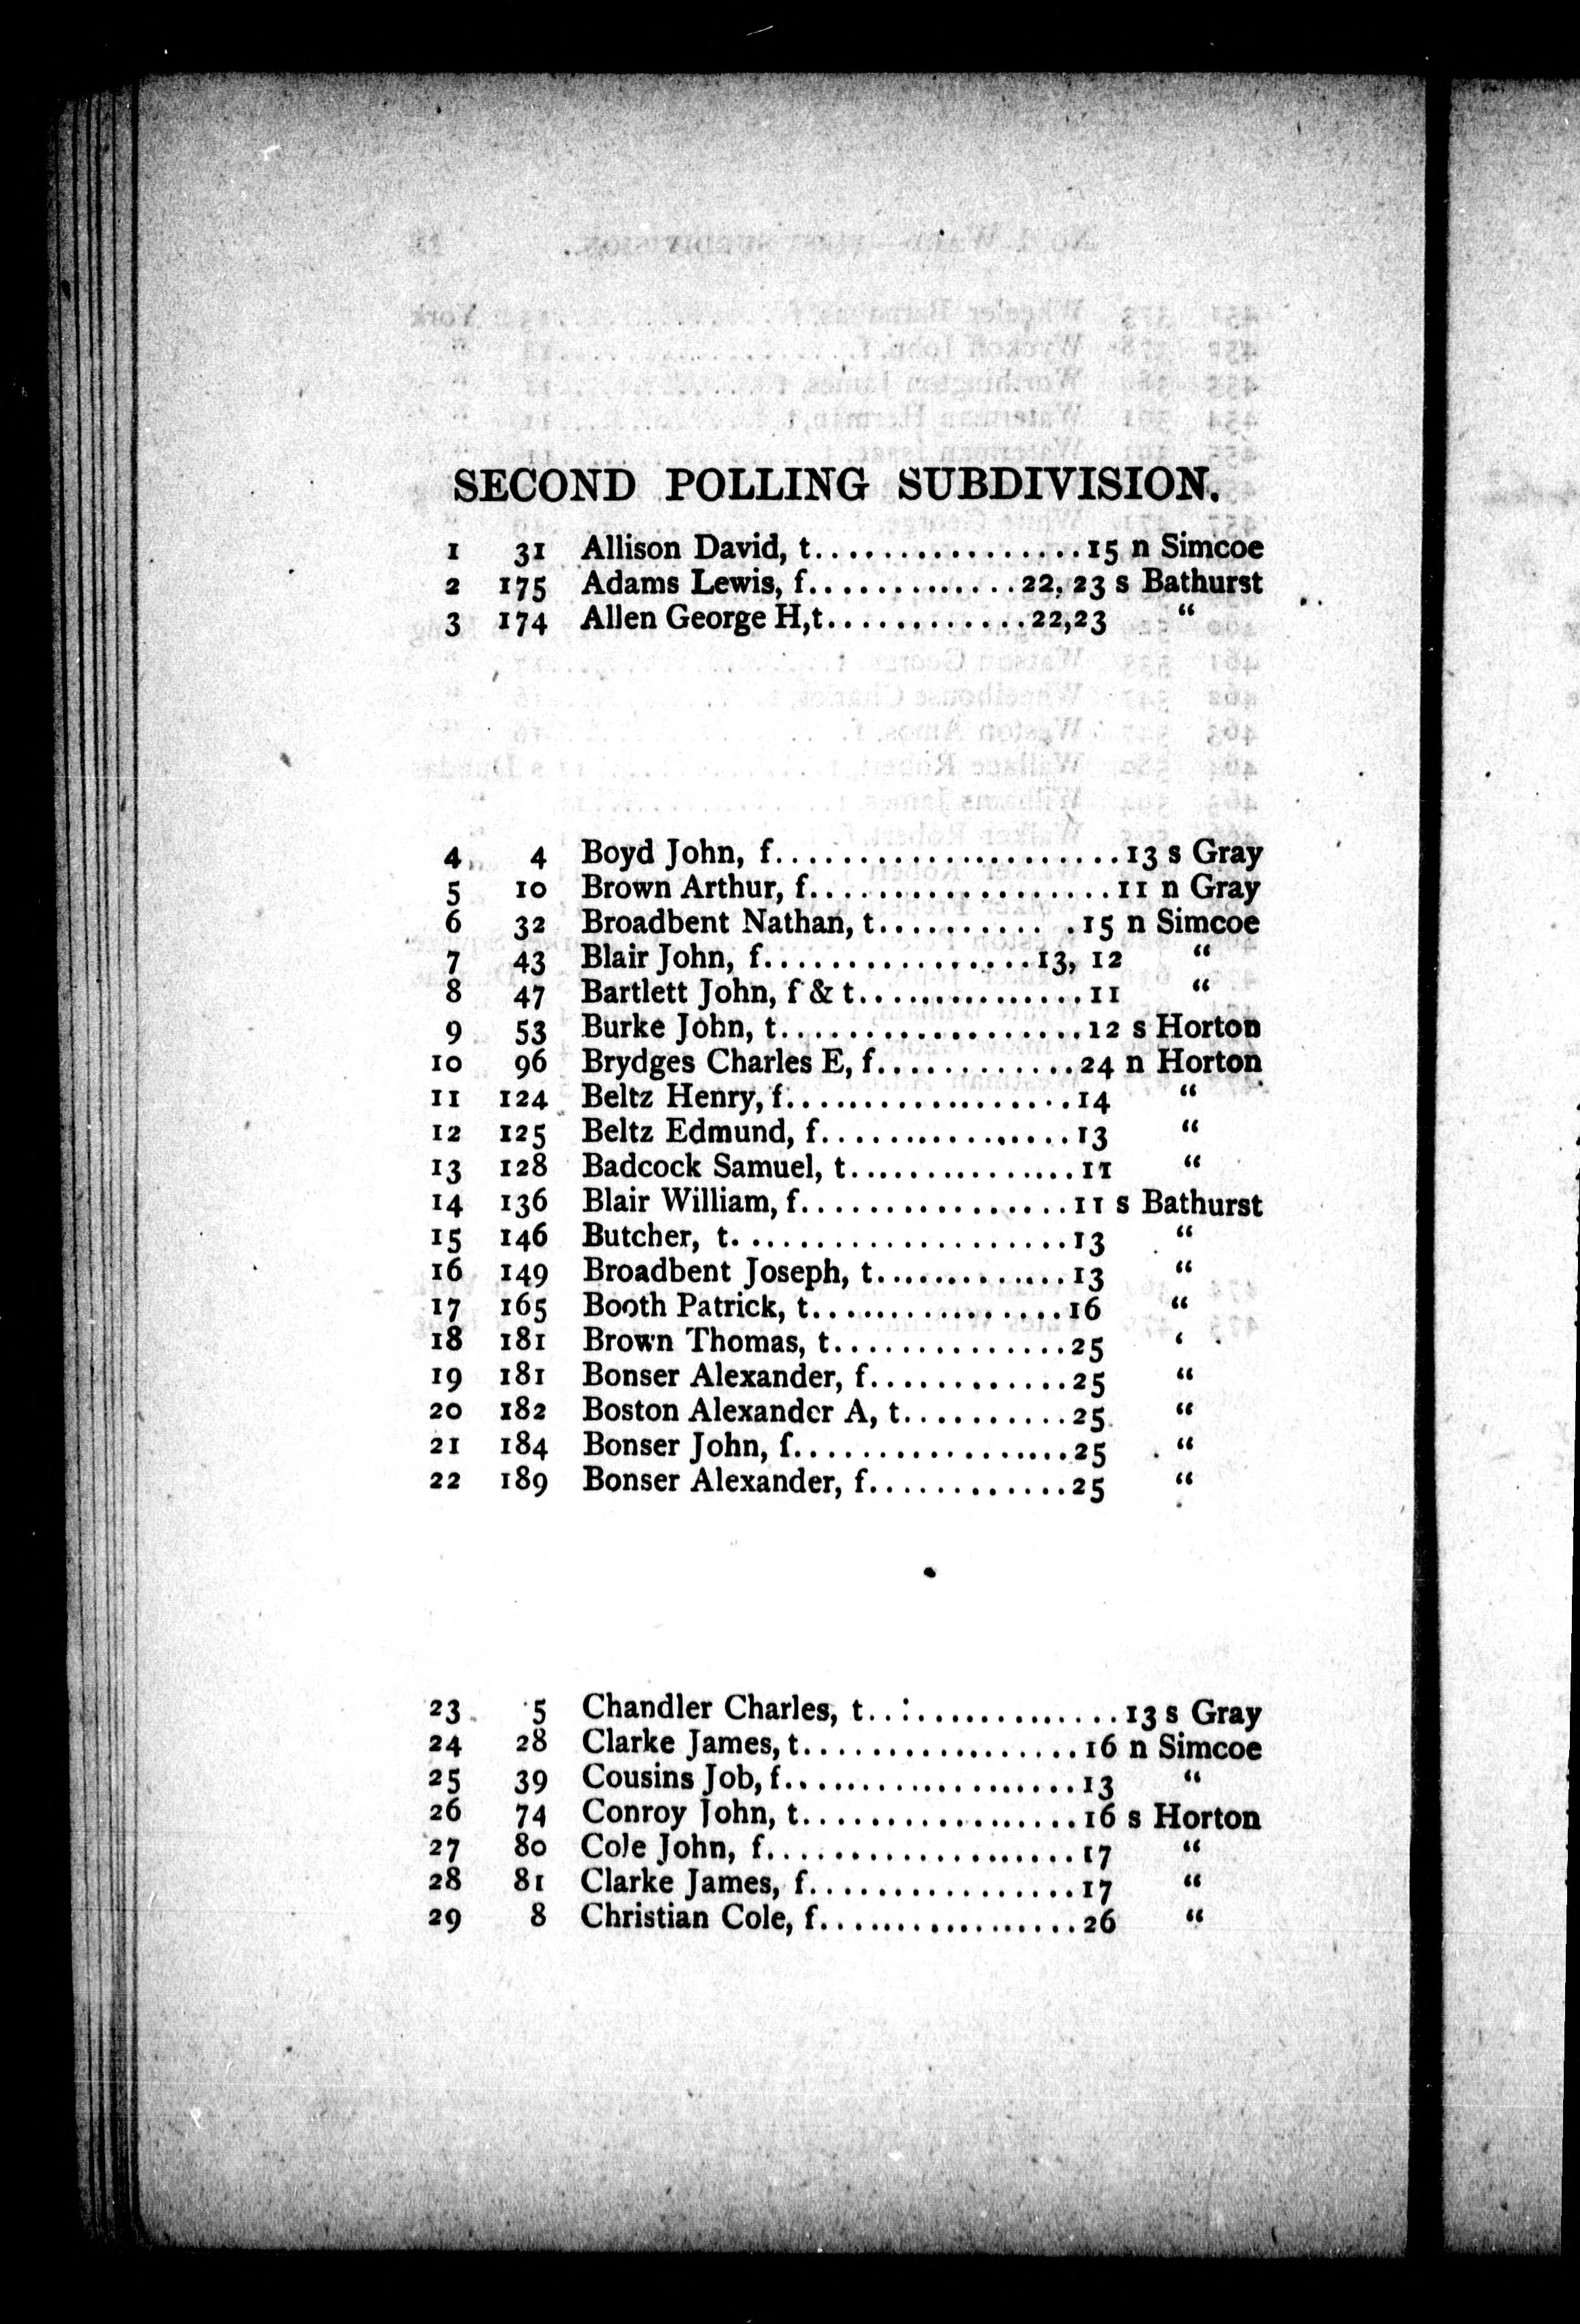 SECOND POLLING SUBDIVISION.
1 31 Allison David, t................15 n Simcoe
2 175 Adams Lewis, f.............22, 23 s Bathurst
3 174 Allen George H,t............22,23 "
4 4 Boyd John, f.....................13 s Gray
5 10 Brown Arthur, f..................11 n Gray
6 32 Broadbent Nathan, t.......... .15 n Simcoe
7 43 Blair John, f................13, 12 "
8 47 Bartlett John, f & t..............11 "
9 53 Burke John, t..................12 s Horton
10 96 Brydges Charles E, f............24 n Horton
11 124 Beltz Henry, f..................14 "
12 125 Beltz Edmund, f................13 "
13 128 Badcock Samuel, t...............11 "
14 136 Blair William, f................11 s Bathurst
15 146 Butcher, t.....................13 "
16 149 Broadbent Joseph, t............13 "
17 165 Booth Patrick, t................16 "
18 181 Brown Thomas, t...............25 ‘
19 181 Bonser Alexander, f............25 "
20 182 Boston Alexander A, t..........25 "
21 184 Bonser John, f.................25 "
22 189 Bonser Alexander, f............25 "
23 5 Chandler Charles, t..:.............13 s Gray
24 28 Clarke James, t.................16 n Simcoe
25 39 Cousins Job, f..................13 "
26 74 Conroy John, t.................16 s Horton
27 80 Cole John, f...................17 "
28 81 Clarke James, f................17 "
29 8 Christian Cole, f................26 "